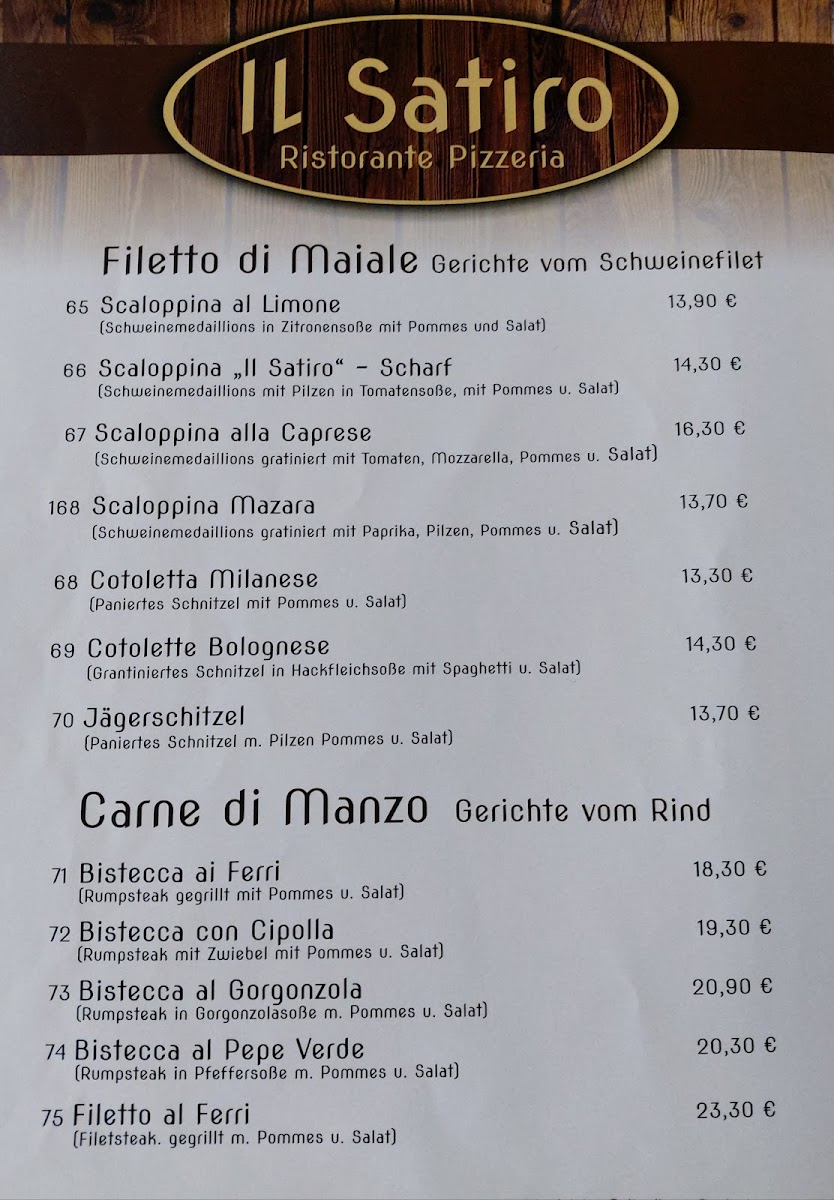 IL Satiro
Ristorante Pizzeria
Filetto di Maiale Gerichte vom Schweinefilet
65 Scaloppina al Limone 13,90 €
(Schweinemedaillions in Zitronensoße mit Pommes und Salat)
66 Scaloppina „Il Satiro“ - Scharf 14,30 €
(Schweinemedaillions mit Pilzen in Tomatensoße, mit Pommes u. Salat)
67 Scaloppina alla Caprese 16,30 €
(Schweinemedaillions gratiniert mit Tomaten, Mozzarella, Pommes u. Salat)
168 Scaloppina Mazara 13,70 €
(Schweinemedaillions gratiniert mit Paprika, Pilzen, Pommes u. Salat)
68 Cotoletta Milanese 13,30 €
(Paniertes Schnitzel mit Pommes u. Salat)
69 Cotolette Bolognese 14,30 €
(Grantiniertes Schnitzel in Hackfleichsoße mit Spaghetti u. Salat)
70 Jägerschitzel 13,70 €
(Paniertes Schnitzel m. Pilzen Pommes u. Salat)
Carne di Manzo Gerichte vom Rind
71 Bistecca ai Ferri 18,30 €
(Rumpsteak gegrillt mit Pommes u. Salat)
72 Bistecca con Cipolla 19,30 €
(Rumpsteak mit Zwiebel mit Pommes u. Salat)
73 Bistecca al Gorgonzola 20,90 €
(Rumpsteak in Gorgonzolasoße m. Pommes u. Salat)
74 Bistecca al Pepe Verde 20,30 €
(Rumpsteak in Pfeffersoße m. Pommes u. Salat)
75 Filetto al Ferri 23,30 €
(Filetsteak. gegrillt m. Pommes u. Salat)